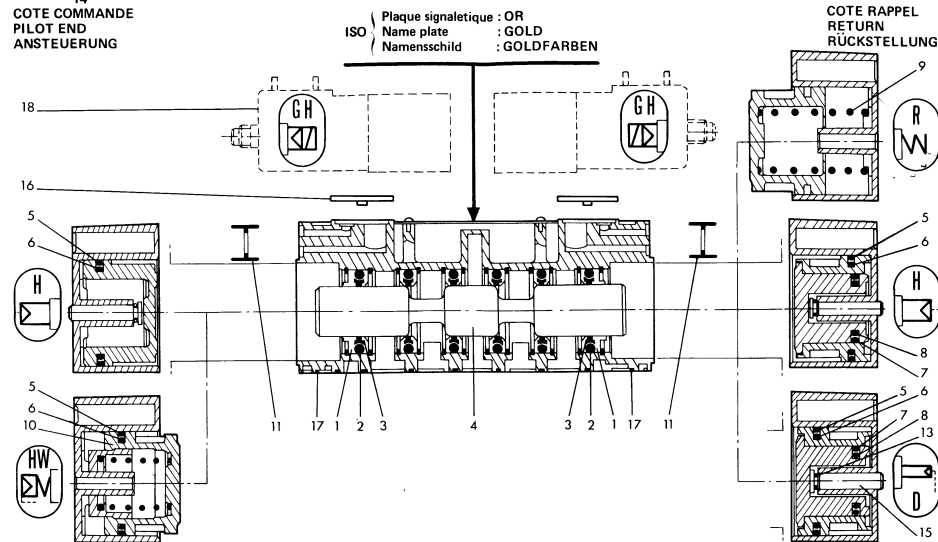 14
COTE COMMANDE
PILOT END
ANSTEUERUNG
ISO
Plaque signaletique : OR
Name plate : GOLD
Namensschild : GOLDFARBEN
COTE RAPPEL
RETURN
RÜCKSTELLUNG
18
GH
GH
9
R
16
5
6
H
11
11
5
6
H
8
7
17
1
2
3
4
3
2
1
17
5
6
10
HW
5
6
7
8
13
D
15